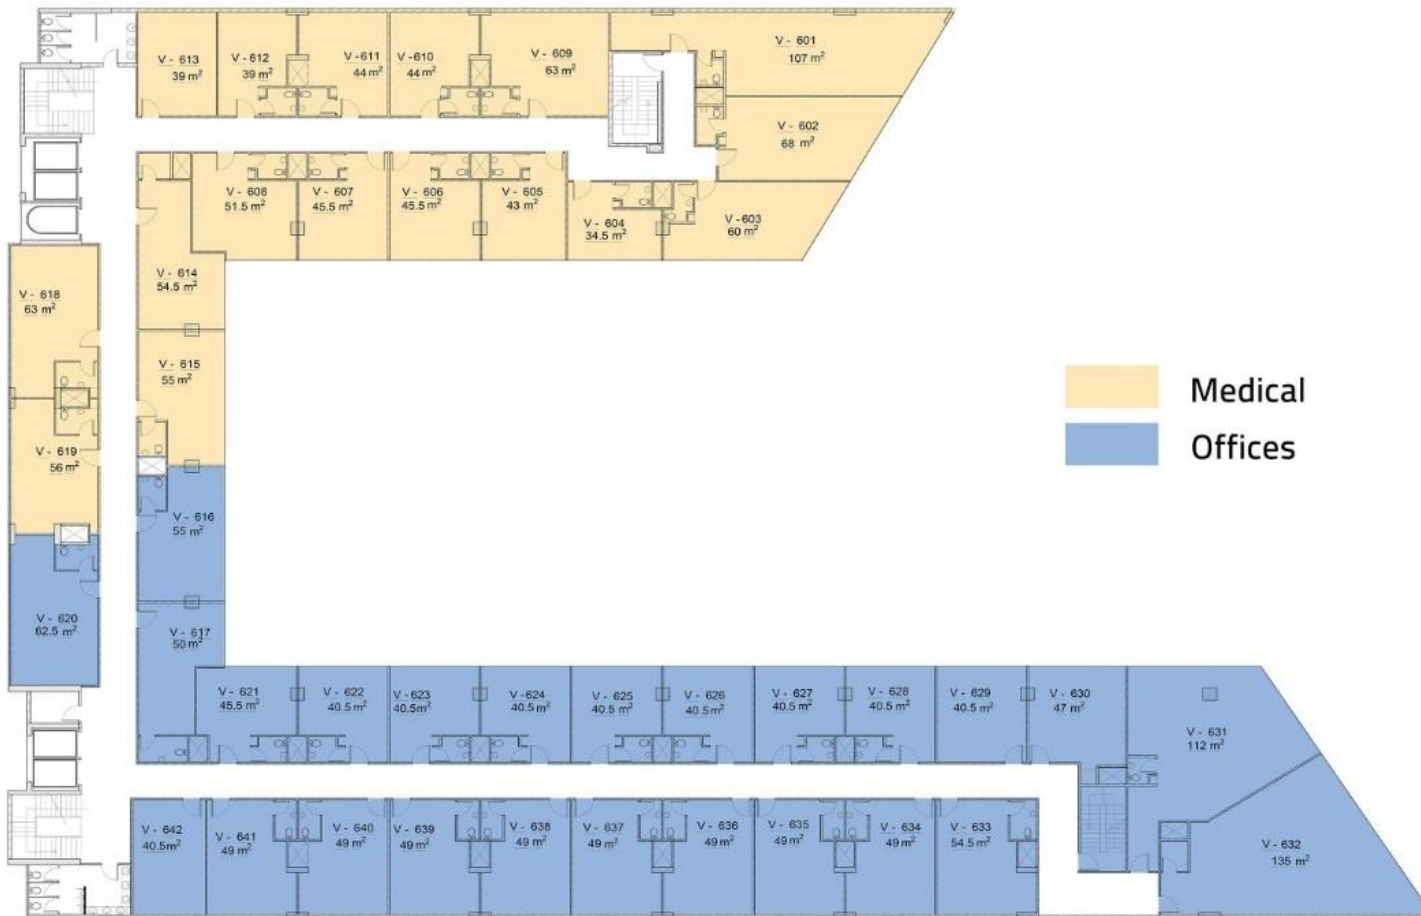 V - 613
39 m²
V - 612
39 m²
V -611
44 m²
V -610
44 m²
V - 609
63 m²
V - 601
107 m²
V - 602
68 m²
V - 608
51.5 m²
V - 607
45.5 m²
V - 606
45.5 m²
V - 605
43 m²
V - 604
34.5 m²
V -603
60 m²
V - 614
54.5 m²
V - 618
63 m²
V - 615
55 m²
Medical
Offices
V - 619
56 m²
V - 616
55 m²
V - 620
62.5 m²
V - 617
50 m²
V - 621
45.5 m²
V - 622
40.5 m²
V -623
40.5m²
V -624
40.5 m²
V - 625
40.5 m²
V - 626
40.5 m²
V - 627
40.5 m²
V - 628
40.5 m²
V - 629
40.5 m²
V - 630
47 m²
V - 631
112 m²
V - 642
40.5m²
V - 641
49 m²
V - 640
49 m²
V - 639
49 m²
V - 638
49 m²
V - 637
49 m²
V - 636
49 m²
V - 635
49 m²
V - 634
49 m²
V - 633
54.5 m²
V - 632
135 m²